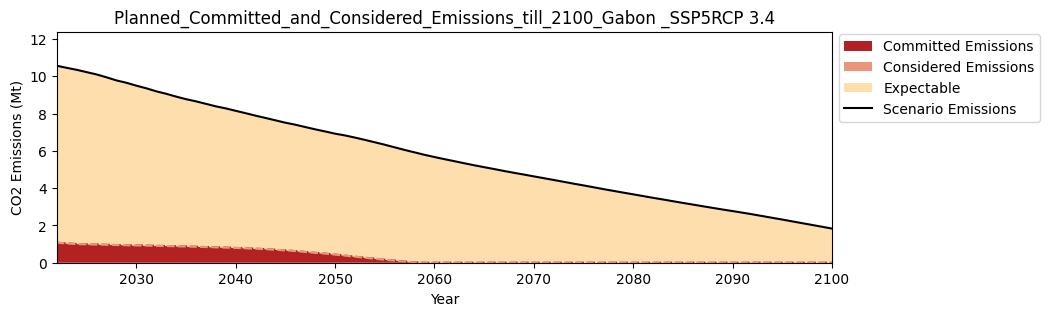 Planned_Committed_and_Considered_Emissions_till_2100_Gabon _SSP5RCP 3.4
12
10
8
6
4
2
0
CO2 Emissions (Mt)
2030 2040 2050 2060 2070 2080 2090 2100
Year
Committed Emissions
Considered Emissions
Expectable
Scenario Emissions